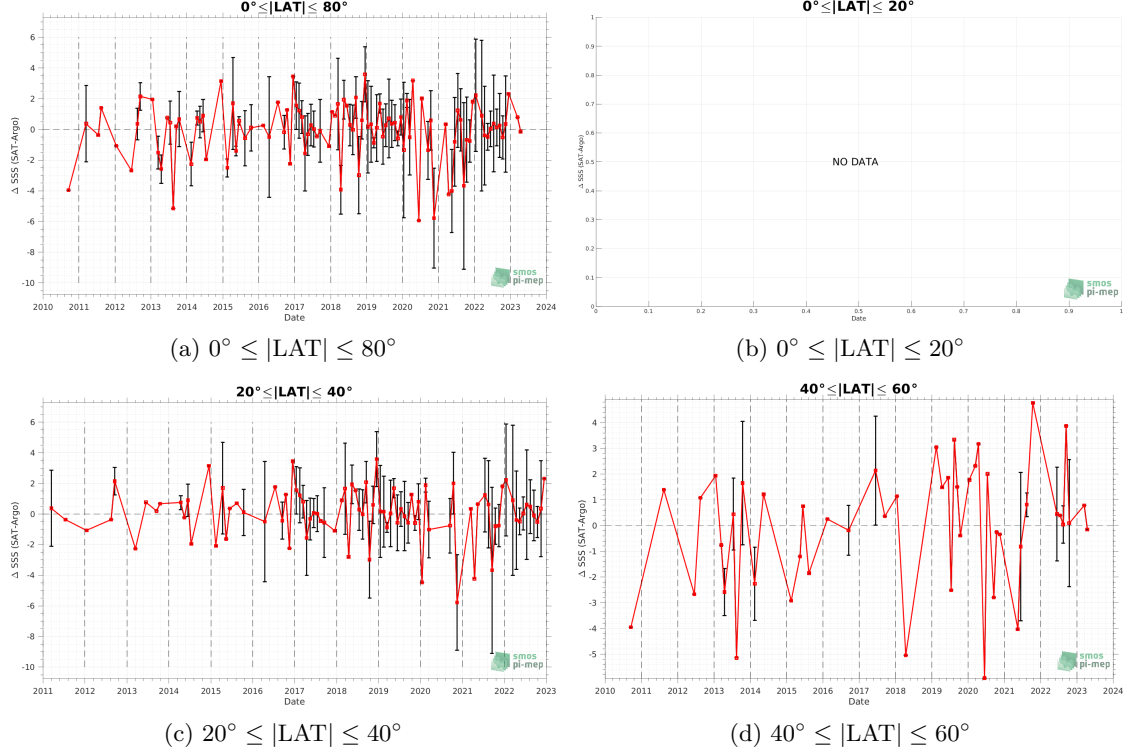 0°≤|LAT|≤ 80°
Δ SSS (SAT-Argo)
6
4
2
0
-2
-4
-6
-8
-10
2010 2011 2012 2013 2014 2015 2016 2017 2018 2019 2020 2021 2022 2023 2024
Date
smos
pi-mep
(a) 0° ≤ |LAT| ≤ 80°
0°≤|LAT|≤ 20°
Δ SSS (SAT-Argo)
1
0.9
0.8
0.7
0.6
0.5
0.4
0.3
0.2
0.1
0
NO DATA
0 0.1 0.2 0.3 0.4 0.5 0.6 0.7 0.8 0.9 1
Date
smos
pi-mep
(b) 0° ≤ |LAT| ≤ 20°
20°≤|LAT|≤ 40°
Δ SSS (SAT-Argo)
6
4
2
0
-2
-4
-6
-8
-10
2011 2012 2013 2014 2015 2016 2017 2018 2019 2020 2021 2022 2023
Date
smos
pi-mep
(c) 20° ≤ |LAT| ≤ 40°
40°≤|LAT|≤ 60°
Δ SSS (SAT-Argo)
4
3
2
1
0
-1
-2
-3
-4
-5
2010 2011 2012 2013 2014 2015 2016 2017 2018 2019 2020 2021 2022 2023 2024
Date
smos
pi-mep
(d) 40° ≤ |LAT| ≤ 60°